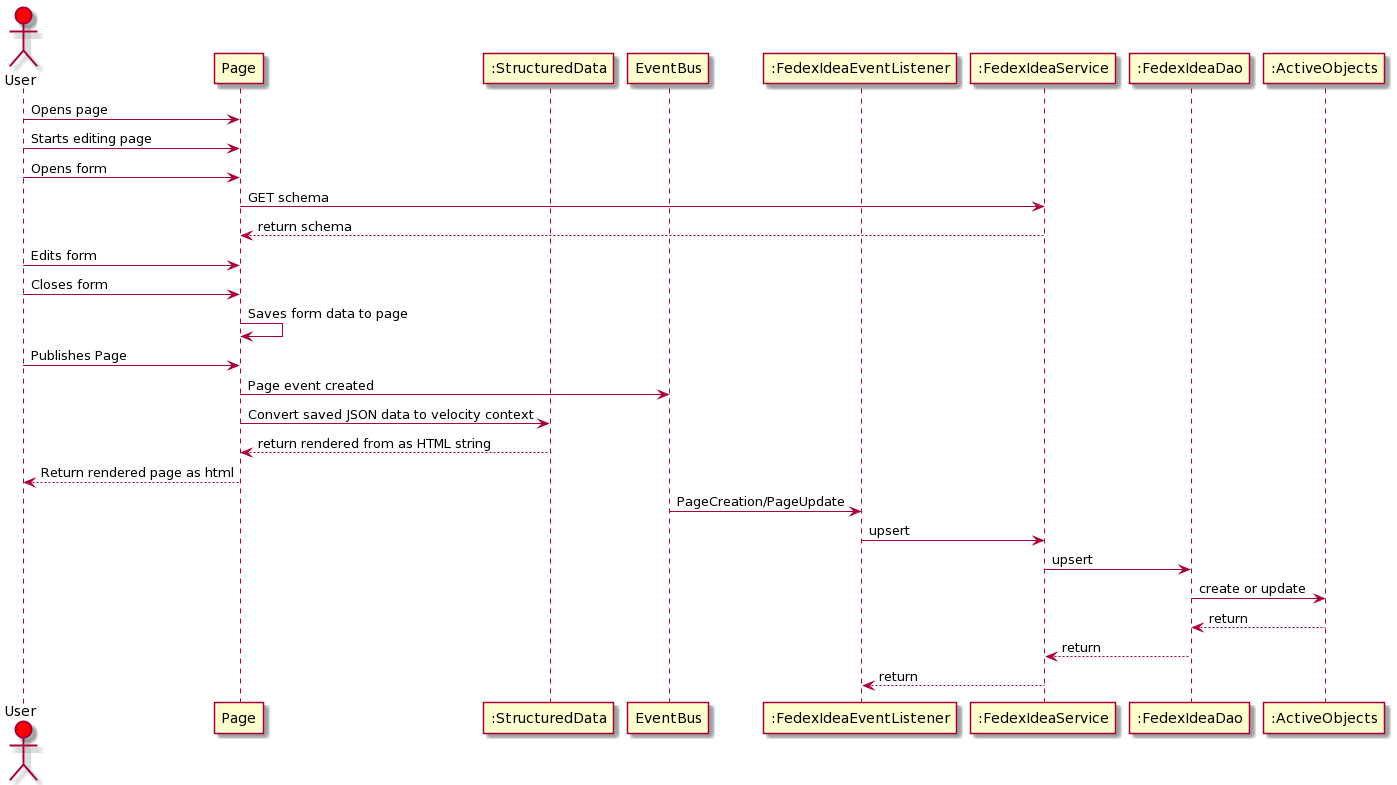 User
Page
:StructuredData
EventBus
:FedexIdeaEventListener
:FedexIdeaService
:FedexIdeaDao
:ActiveObjects
Opens page
Starts editing page
Opens form
GET schema
return schema
Edits form
Closes form
Saves form data to page
Publishes Page
Page event created
Convert saved JSON data to velocity context
return rendered from as HTML string
Return rendered page as html
PageCreation/PageUpdate
upsert
upsert
create or update
return
return
return
User
Page
:StructuredData
EventBus
:FedexIdeaEventListener
:FedexIdeaService
:FedexIdeaDao
:ActiveObjects